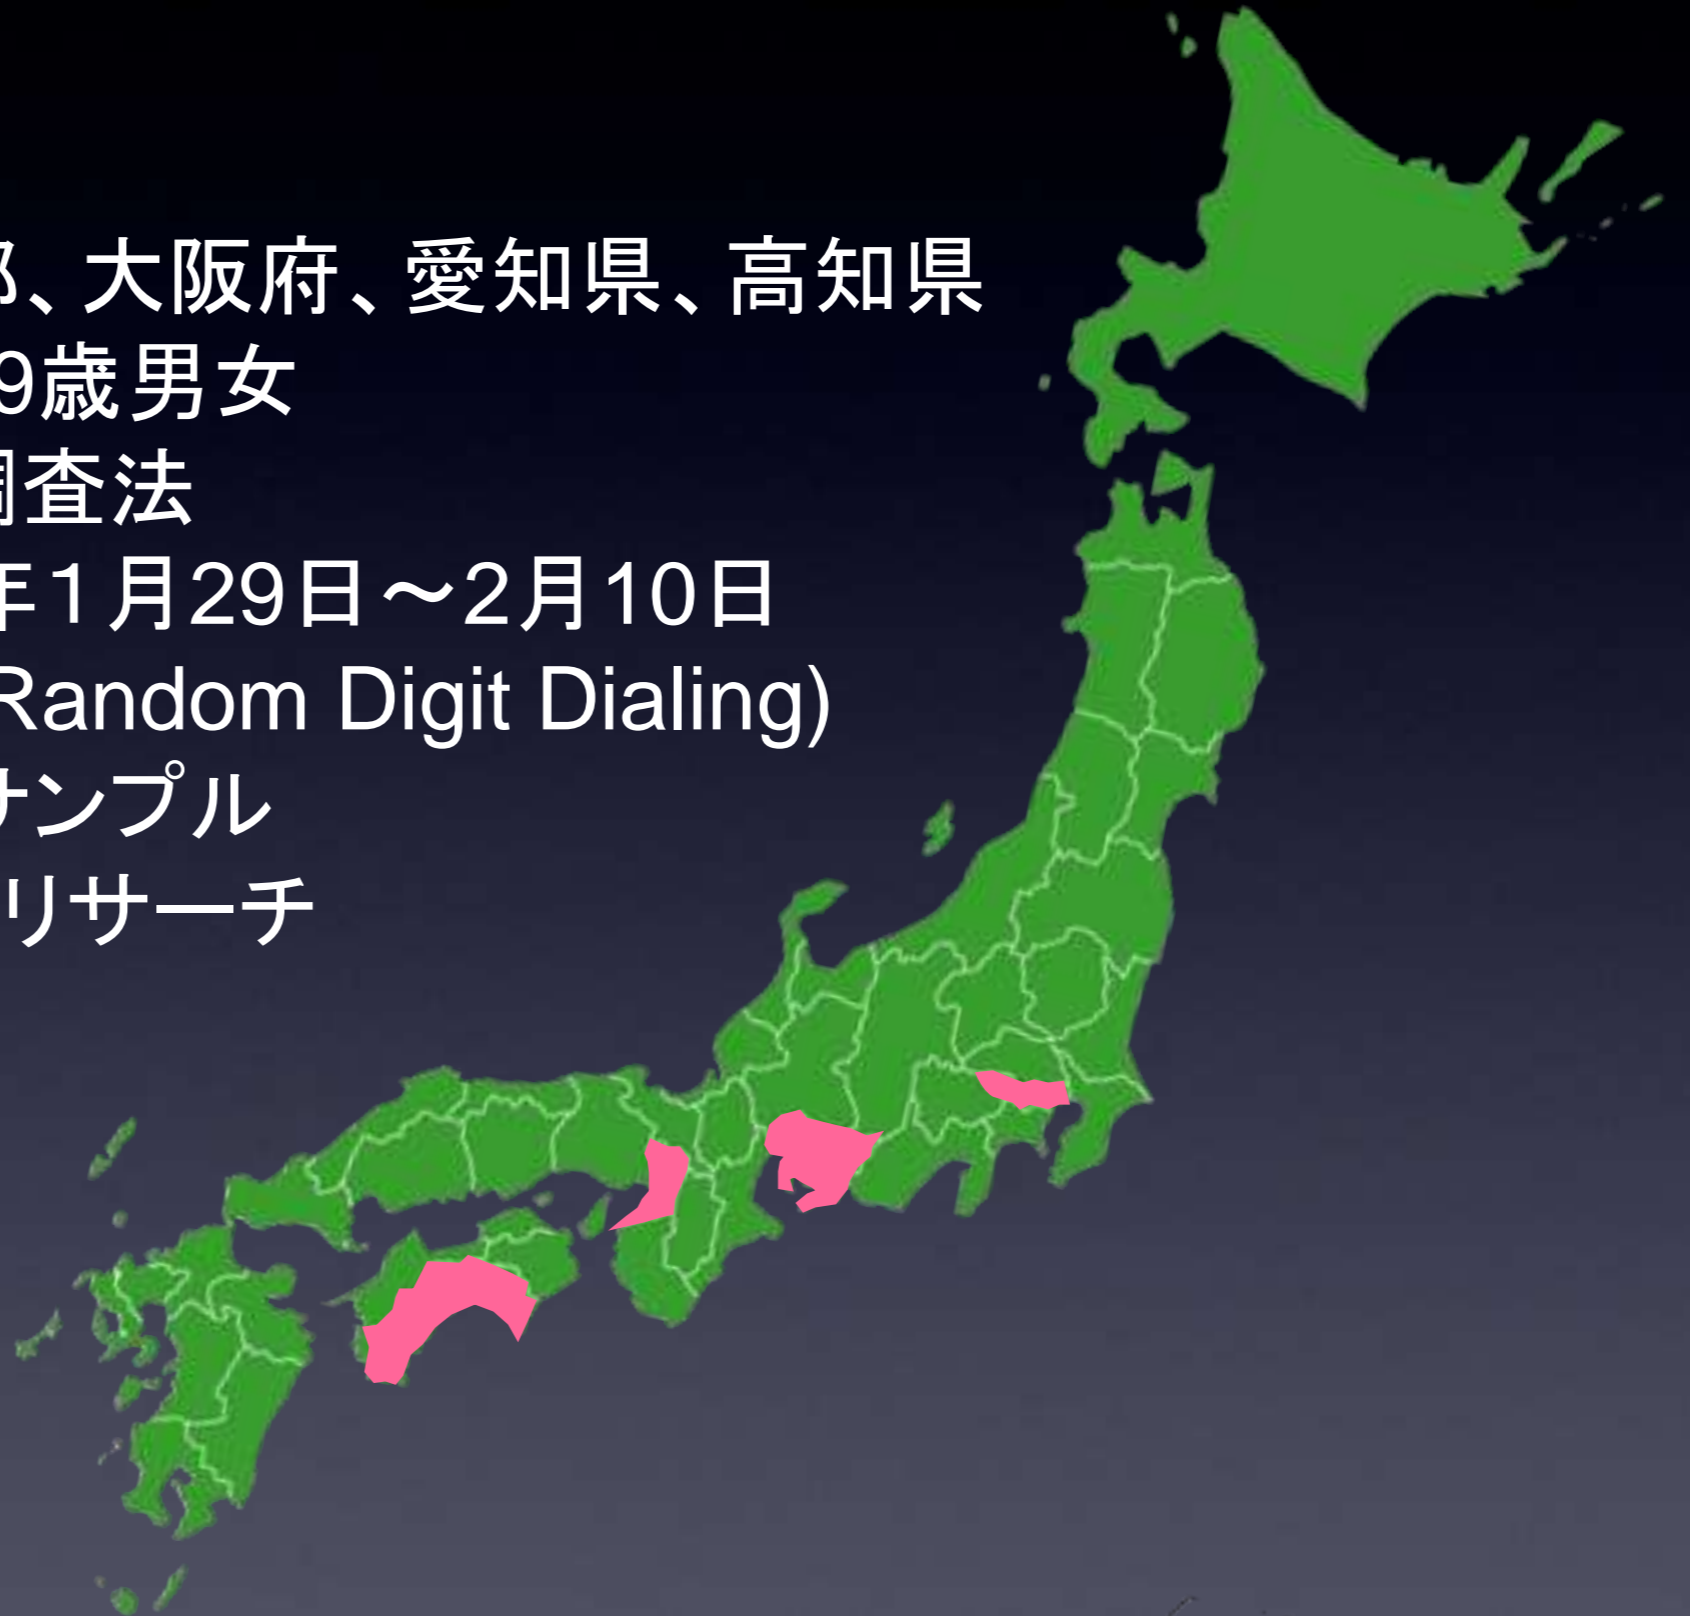 、大阪府、愛知県、高知県
9歳男女
査法
年1月29日～2月10日
Random Digit Dialing)
サンプル
リサーチ